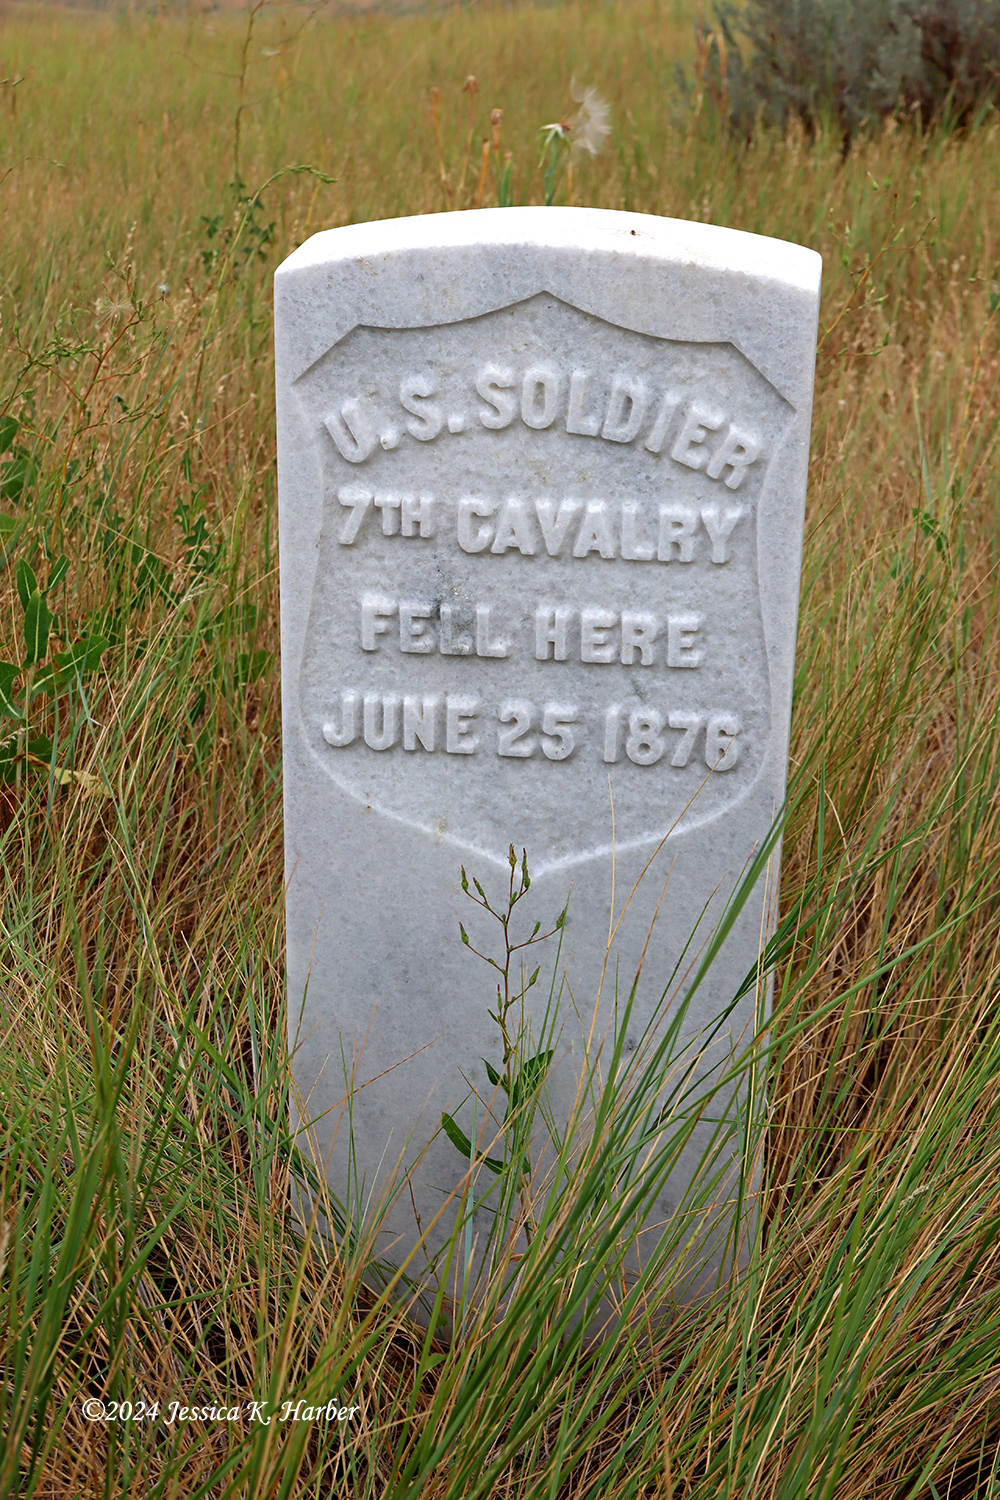 U.S. SOLDIER
7TH CAVALRY
FELL HERE
JUNE 25 1876
©2024 Jessica K. Harber